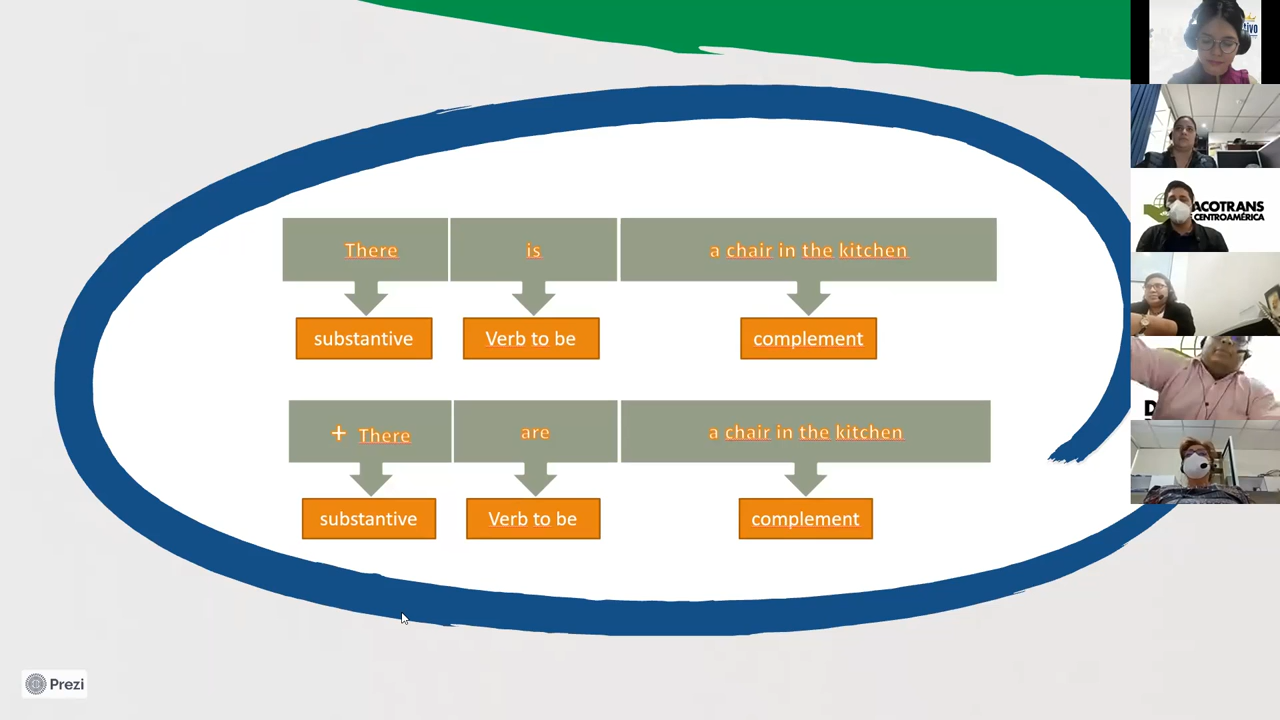 There is a chair in the kitchen
substantive Verb to be complement
+ There are a chair in the kitchen
substantive Verb to be complement
Prezi
tivo
ACOTRANS
CENTROAMÉRICA
D